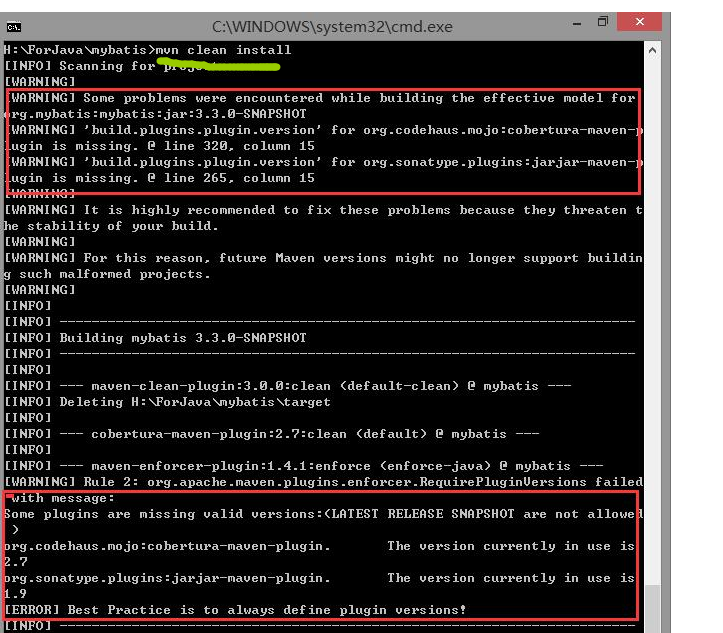 C:\WINDOWS\system32\cmd.exe
H:\ForJava\mybatis>mvn clean install
[INFO] Scanning for
[WARNING]
[WARNING] Some problems were encountered while building the effective model for
org.mybatis:mybatis:jar:3.3.0-SNAPSHOT
[WARNING] 'build.plugins.plugin.version' for org.codehaus.mojo:cobertura-maven-p
lugin is missing. @ line 320, column 15
[WARNING] 'build.plugins.plugin.version' for org.sonatype.plugins:jarjar-maven-p
lugin is missing. @ line 265, column 15
[WARNING]
[WARNING] It is highly recommended to fix these problems because they threaten t
he stability of your build.
[WARNING]
[WARNING] For this reason, future Maven versions might no longer support buildin
g such malformed projects.
[WARNING]
[INFO]
[INFO] ------------------------------------------------------------------------
[INFO] Building mybatis 3.3.0-SNAPSHOT
[INFO] ------------------------------------------------------------------------
[INFO]
[INFO] --- maven-clean-plugin:3.0.0:clean (default-clean) @ mybatis ---
[INFO] Deleting H:\ForJava\mybatis\target
[INFO]
[INFO] --- cobertura-maven-plugin:2.7:clean (default) @ mybatis ---
[INFO]
[INFO] --- maven-enforcer-plugin:1.4.1:enforce (enforce-java) @ mybatis ---
[WARNING] Rule 2: org.apache.maven.plugins.enforcer.RequirePluginVersions failed
with message:
Some plugins are missing valid versions:(LATEST RELEASE SNAPSHOT are not allowed
)
org.codehaus.mojo:cobertura-maven-plugin. The version currently in use is
2.7
org.sonatype.plugins:jarjar-maven-plugin. The version currently in use is
1.9
[ERROR] Best Practice is to always define plugin versions!
[INFO] ------------------------------------------------------------------------